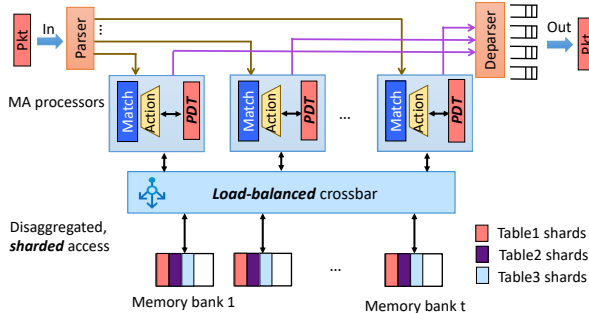 Pkt
In
Parser
...
Deparser
Out
Pkt
MA processors
Match
Action
PDT
Match
Action
PDT
...
Match
Action
PDT
Load-balanced crossbar
Disaggregated,
sharded access
...
Table1 shards
Table2 shards
Table3 shards
Memory bank 1
Memory bank t